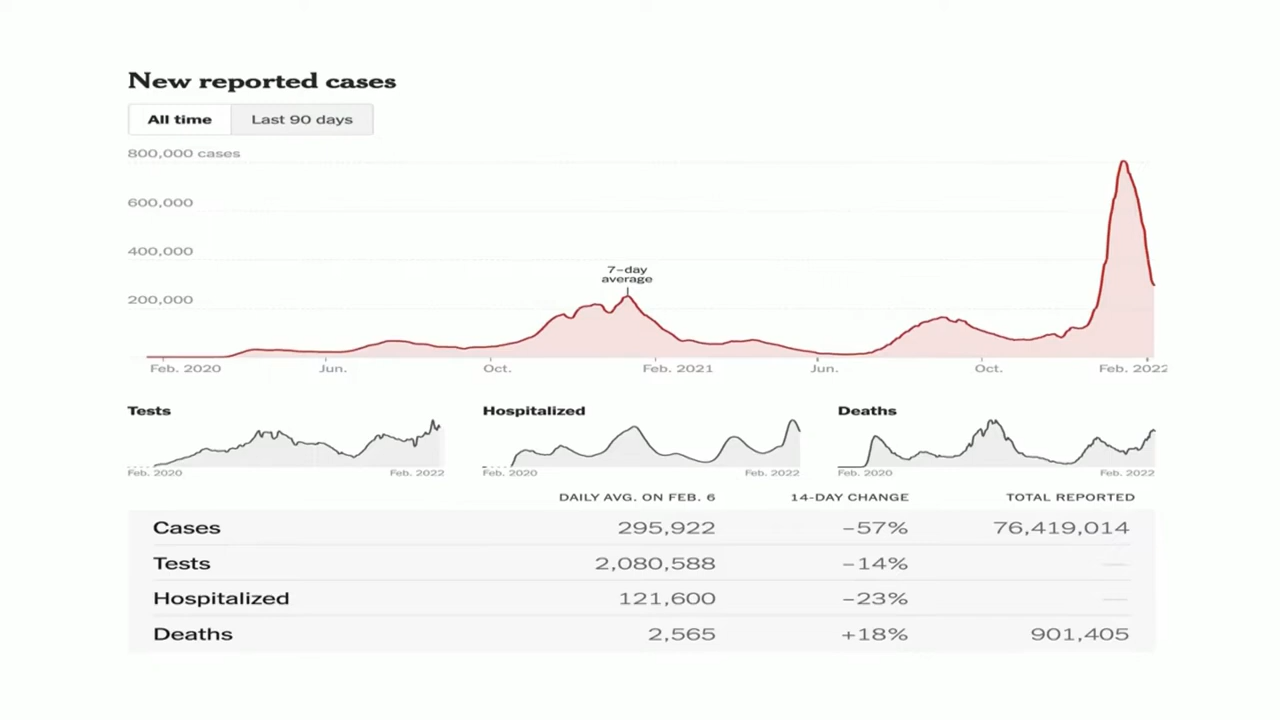 New reported cases
All time Last 90 days
800,000 cases
600,000
400,000
7-day
average
200,000
Feb. 2020 Jun. Oct. Feb. 2021 Jun. Oct. Feb. 2022
Tests Hospitalized Deaths
Feb. 2020 Feb. 2022 Feb. 2020 Feb. 2022 Feb. 2020 Feb. 2022
DAILY AVG. ON FEB. 6 14-DAY CHANGE TOTAL REPORTED
Cases 295,922 –57% 76,419,014
Tests 2,080,588 –14% —
Hospitalized 121,600 –23% —
Deaths 2,565 +18% 901,405